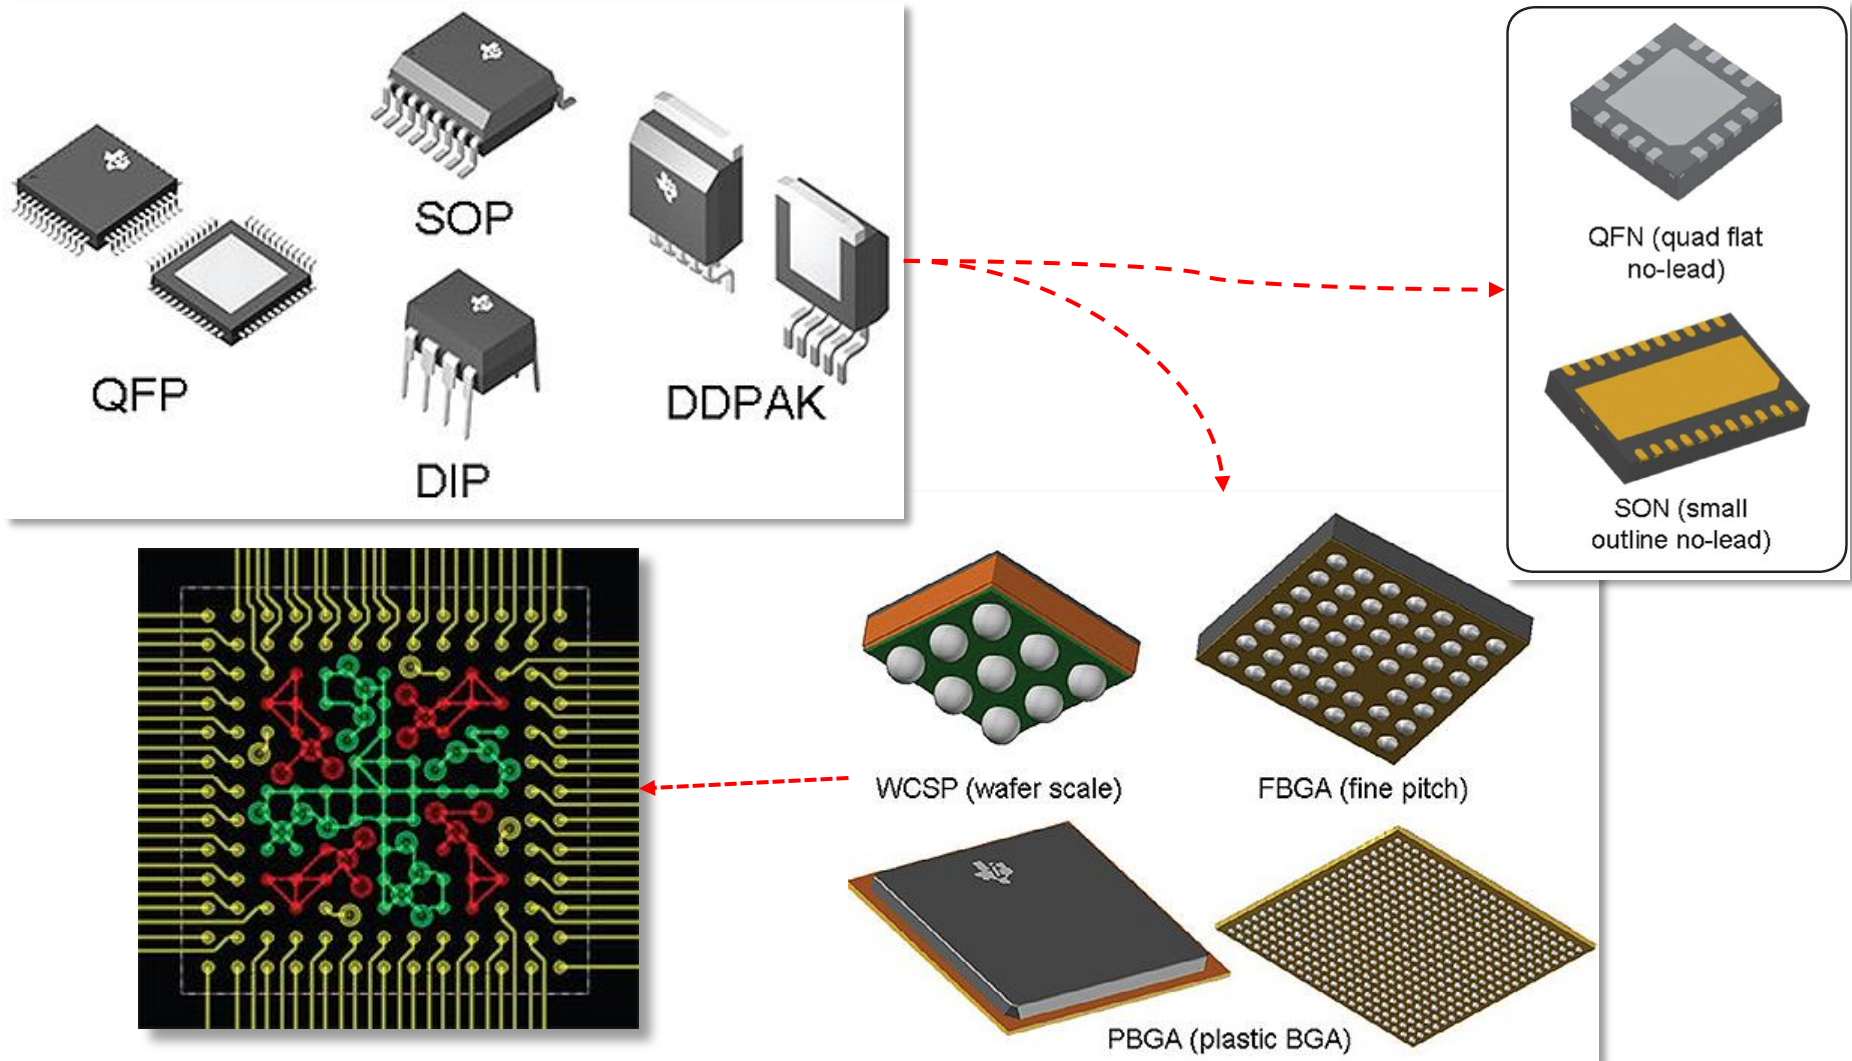 SOP
QFP
DIP
DDPAK
QFN (quad flat
no-lead)
SON (small
outline no-lead)
WCSP (wafer scale)
FBGA (fine pitch)
PBGA (plastic BGA)